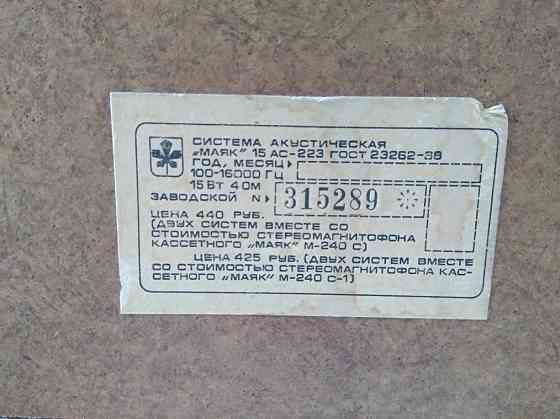 СИСТЕМА АКУСТИЧЕСКАЯ
„МАЯК" 15 АС-223 ГОСТ 23262-88
ГОД, МЕСЯЦ
100-16000 ГЦ
15 ВТ 4 ОМ
ЗАВОДСКОЙ N 315289
ЦЕНА 440 РУБ.
(ДВУХ СИСТЕМ ВМЕСТЕ СО
СТОИМОСТЬЮ СТЕРЕОМАГНИТОФОНА
КАССЕТНОГО „МАЯК" М-240 С)
ЦЕНА 425 РУБ. (ДВУХ СИСТЕМ ВМЕСТЕ
СО СТОИМОСТЬЮ СТЕРЕОМАГНИТОФОНА КАС-
СЕТНОГО „МАЯК" М-240 С-1)